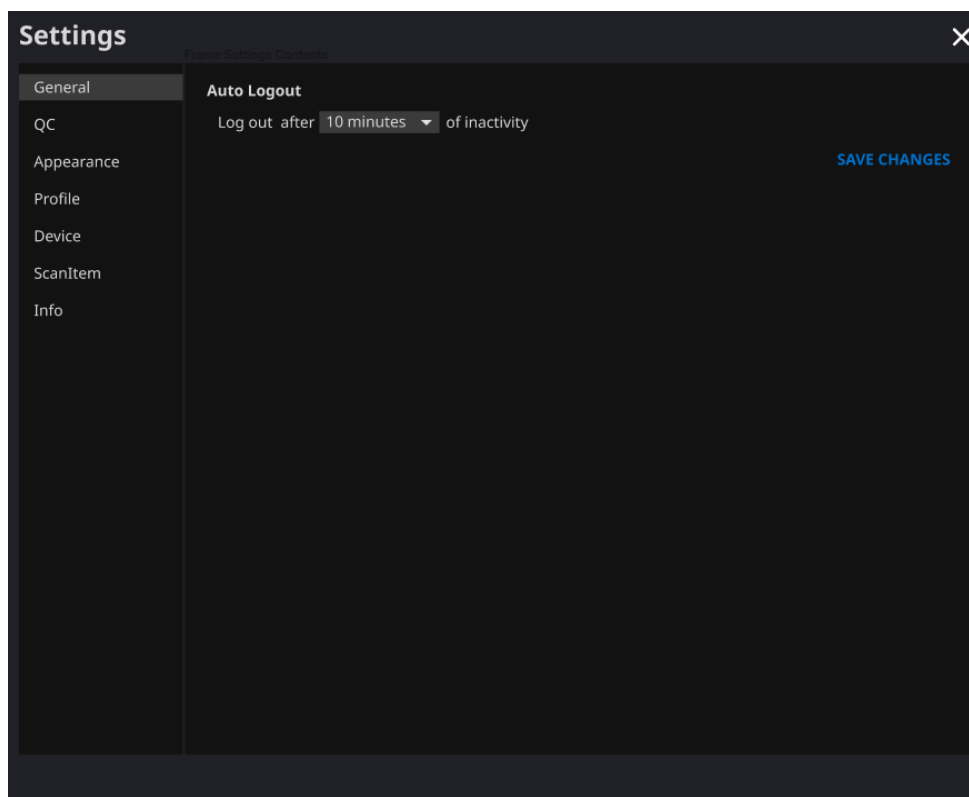 Settings
Frame Settings Contents
General
QC
Appearance
Profile
Device
ScanItem
Info
Auto Logout
Log out after 10 minutes of inactivity
SAVE CHANGES